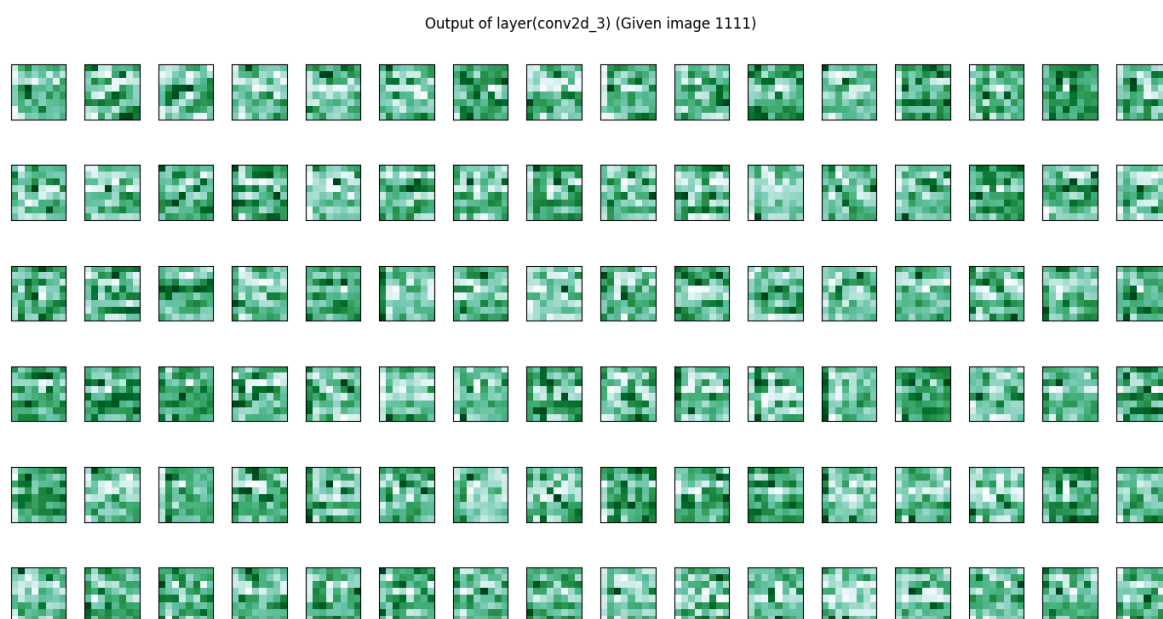 Output of layer(conv2d_3) (Given image 1111)